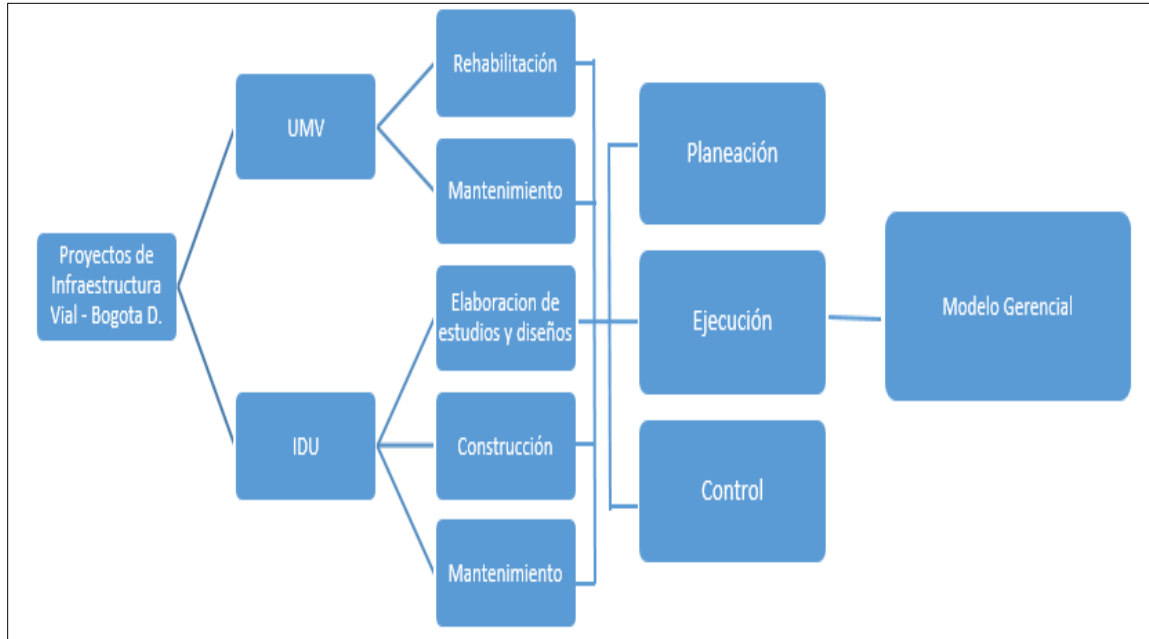 Proyectos de
Infraestructura
Vial - Bogota D.
UMV
IDU
Rehabilitación
Mantenimiento
Elaboracion de
estudios y diseños
Construcción
Mantenimiento
Planeación
Ejecución
Control
Modelo Gerencial